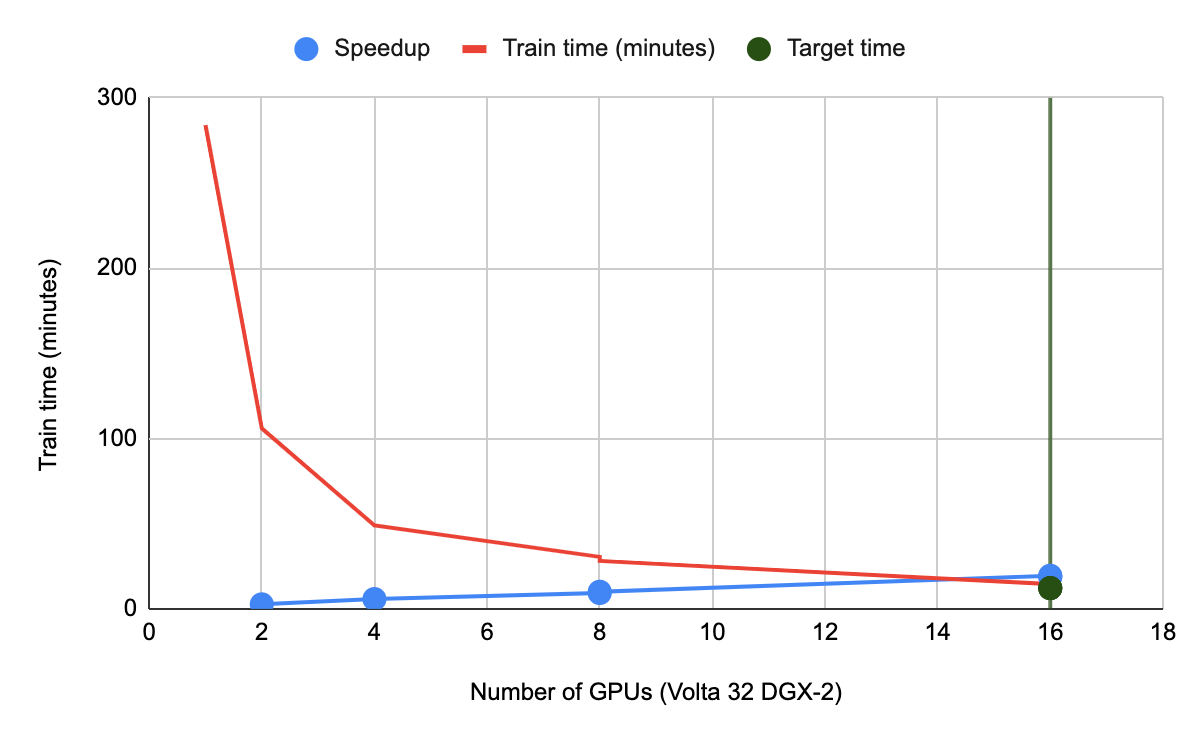 Speedup Train time (minutes) Target time
300
200
100
0
Train time (minutes)
0 2 4 6 8 10 12 14 16 18
Number of GPUs (Volta 32 DGX-2)